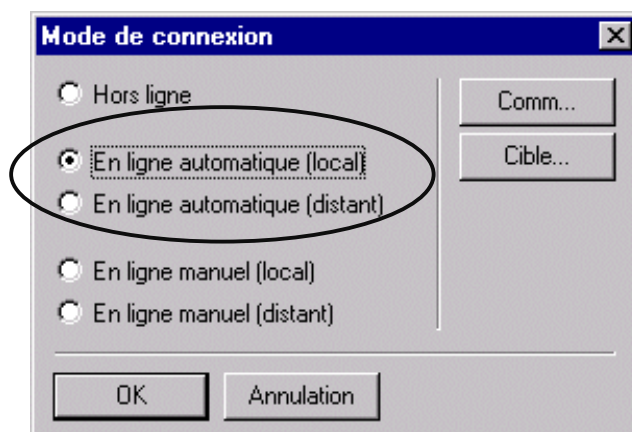 Mode de connexion
Hors ligne
Comm...
En ligne automatique (local)
Cible...
En ligne automatique (distant)
En ligne manuel (local)
En ligne manuel (distant)
OK
Annulation